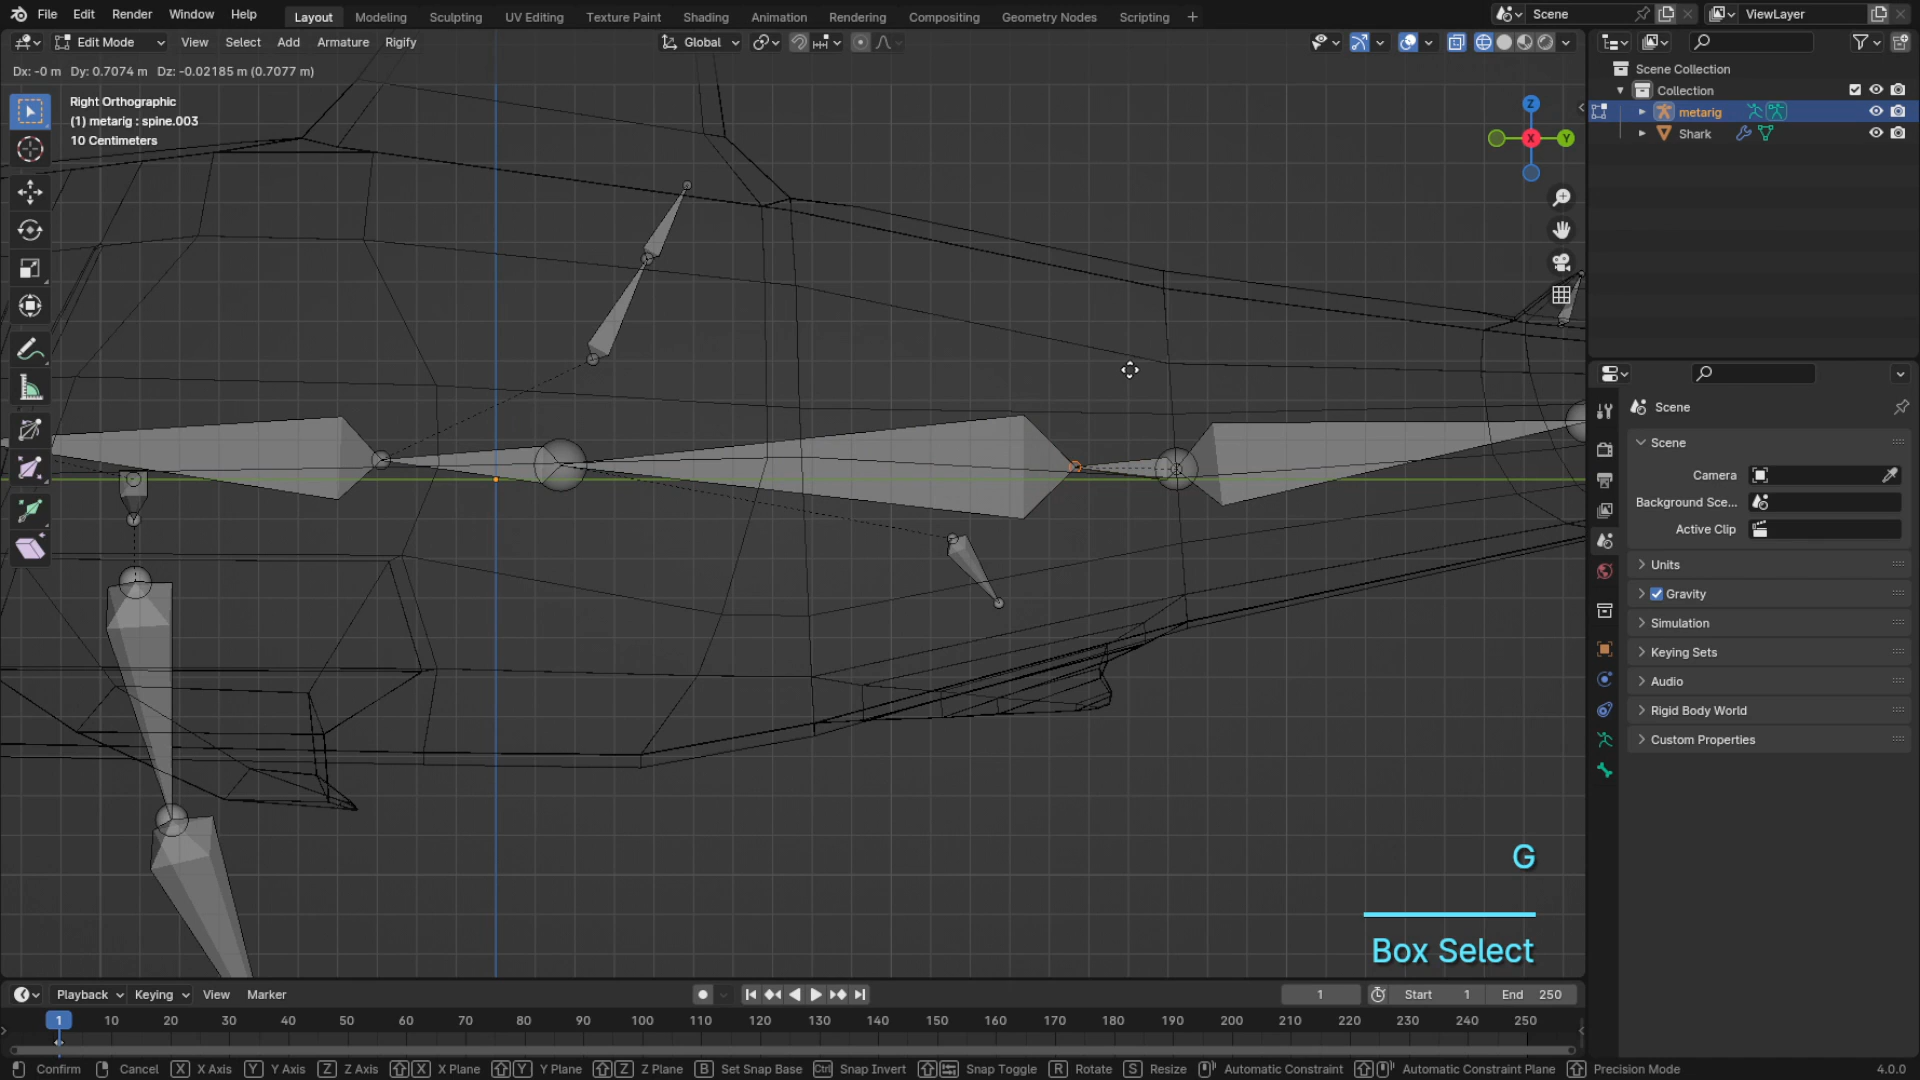 File Edit Render Window Help Layout Modeling Sculpting UV Editing Texture Paint Shading Animation Rendering Compositing Geometry Nodes Scripting + Scene ViewLayer
Edit Mode View Select Add Armature Rigify Global
Dx: -0 m Dy: 0.7074 m Dz: -0.02185 m (0.7077 m)
Right Orthographic
(1) metarig : spine.003
10 Centimeters
Z
X
Y
Scene Collection
Collection
metarig
Shark
Scene
Scene
Camera
Background Sce...
Active Clip
Units
Gravity
Simulation
Keying Sets
Audio
Rigid Body World
Custom Properties
G
Box Select
Playback Keying View Marker 1 Start 1 End 250
1 10 20 30 40 50 60 70 80 90 100 110 120 130 140 150 160 170 180 190 200 210 220 230 240 250
Confirm Cancel X X Axis Y Y Axis Z Z Axis X X Plane Y Y Plane Z Z Plane B Set Snap Base Ctrl Snap Invert Snap Toggle R Rotate S Resize Automatic Constraint Automatic Constraint Plane Precision Mode 4.0.0